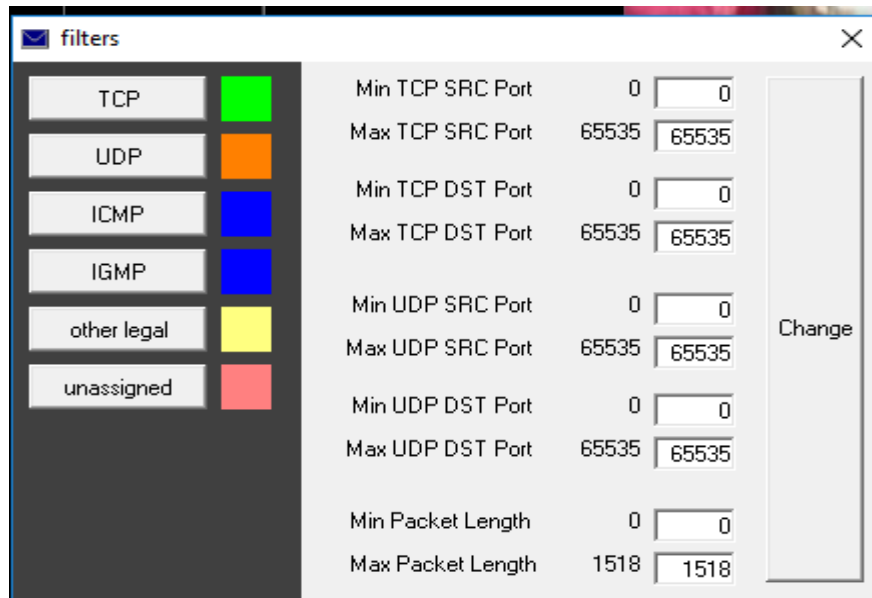 filters
TCP
UDP
ICMP
IGMP
other legal
unassigned
Min TCP SRC Port 0 0
Max TCP SRC Port 65535 65535
Min TCP DST Port 0 0
Max TCP DST Port 65535 65535
Min UDP SRC Port 0 0
Max UDP SRC Port 65535 65535
Min UDP DST Port 0 0
Max UDP DST Port 65535 65535
Min Packet Length 0 0
Max Packet Length 1518 1518
Change